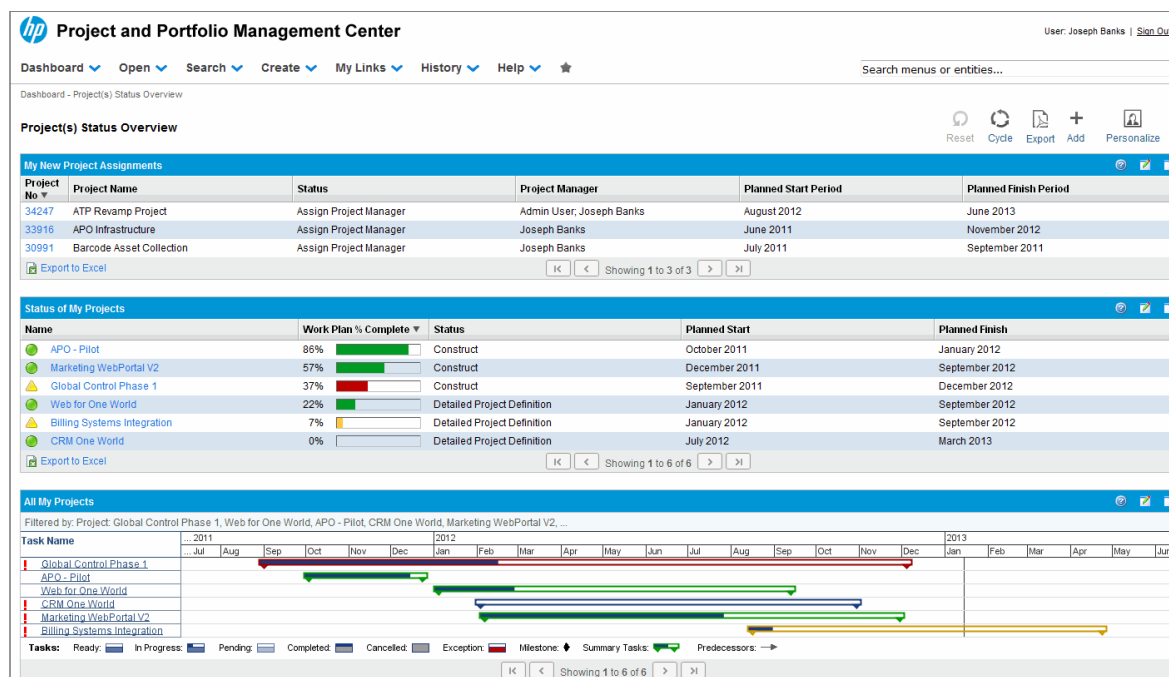 hp Project and Portfolio Management Center
User: Joseph Banks | Sign Out
Dashboard Open Search Create My Links History Help
Search menus or entities...
Dashboard - Project(s) Status Overview
Project(s) Status Overview
Reset Cycle Export Add Personalize
My New Project Assignments
Project No Project Name Status Project Manager Planned Start Period Planned Finish Period
34247 ATP Revamp Project Assign Project Manager Admin User; Joseph Banks August 2012 June 2013
33916 APO Infrastructure Assign Project Manager Joseph Banks June 2011 November 2012
30991 Barcode Asset Collection Assign Project Manager Joseph Banks July 2011 September 2011
Export to Excel Showing 1 to 3 of 3
Status of My Projects
Name Work Plan % Complete Status Planned Start Planned Finish
APO - Pilot 86% Construct October 2011 January 2012
Marketing WebPortal V2 57% Construct December 2011 September 2012
Global Control Phase 1 37% Construct September 2011 December 2012
Web for One World 22% Detailed Project Definition January 2012 September 2012
Billing Systems Integration 7% Detailed Project Definition January 2012 September 2012
CRM One World 0% Detailed Project Definition July 2012 March 2013
Export to Excel Showing 1 to 6 of 6
All My Projects
Filtered by: Project: Global Control Phase 1, Web for One World, APO - Pilot, CRM One World, Marketing WebPortal V2, ...
Task Name ... 2011 2012 2013
... Jul Aug Sep Oct Nov Dec Jan Feb Mar Apr May Jun Jul Aug Sep Oct Nov Dec Jan Feb Mar Apr May Jun
! Global Control Phase 1
APO - Pilot
Web for One World
! CRM One World
! Marketing WebPortal V2
! Billing Systems Integration
Tasks: Ready: In Progress: Pending: Completed: Cancelled: Exception: Milestone: Summary Tasks: Predecessors:
Showing 1 to 6 of 6